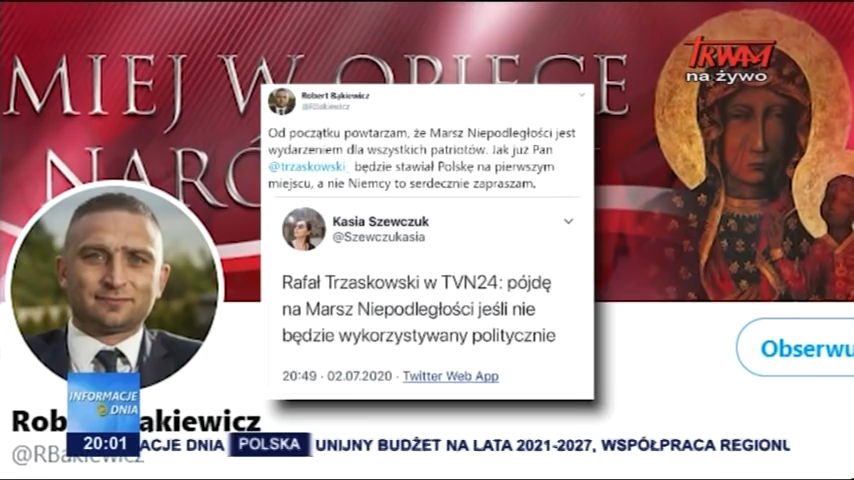 MIEJ W OPIECE
NARÓ
TRWAM
na żywo
Robert Bąkiewicz
@RBakiewicz
Od początku powtarzam, że Marsz Niepodległości jest
wydarzeniem dla wszystkich patriotów. Jak już Pan
@trzaskowski_ będzie stawiał Polskę na pierwszym
miejscu, a nie Niemcy to serdecznie zapraszam.
Kasia Szewczuk
@Szewczukasia
Rafał Trzaskowski w TVN24: pójdę
na Marsz Niepodległości jeśli nie
będzie wykorzystywany politycznie
20:49 · 02.07.2020 · Twitter Web App
Obserwu
INFORMACJE
DNIA
Rob akiewicz
@RBąkiewicz
20:01 ACJE DNIA POLSKA UNIJNY BUDŻET NA LATA 2021-2027, WSPÓŁPRACA REGIONU